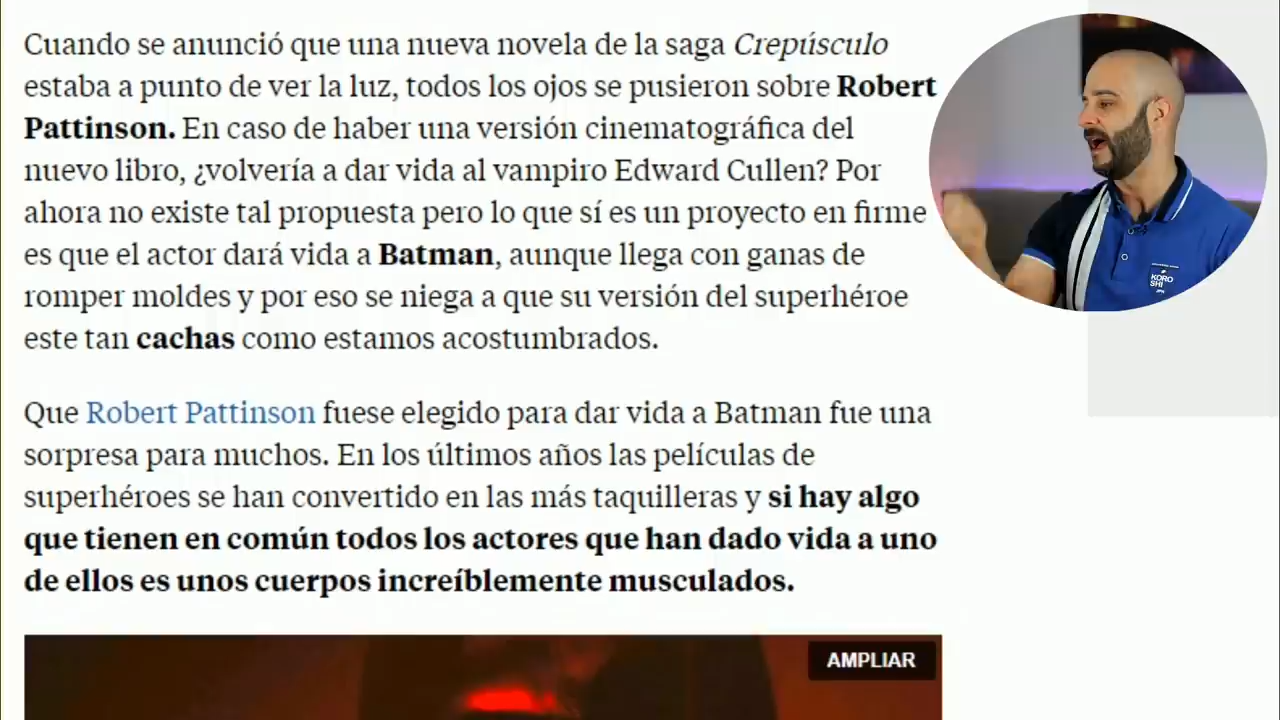 Cuando se anunció que una nueva novela de la saga Crepúsculo
estaba a punto de ver la luz, todos los ojos se pusieron sobre Robert
Pattinson. En caso de haber una versión cinematográfica del
nuevo libro, ¿volvería a dar vida al vampiro Edward Cullen? Por
ahora no existe tal propuesta pero lo que sí es un proyecto en firme
es que el actor dará vida a Batman, aunque llega con ganas de
romper moldes y por eso se niega a que su versión del superhéroe
este tan cachas como estamos acostumbrados.
Que Robert Pattinson fuese elegido para dar vida a Batman fue una
sorpresa para muchos. En los últimos años las películas de
superhéroes se han convertido en las más taquilleras y si hay algo
que tienen en común todos los actores que han dado vida a uno
de ellos es unos cuerpos increíblemente musculados.
AMPLIAR
KORO
SHI